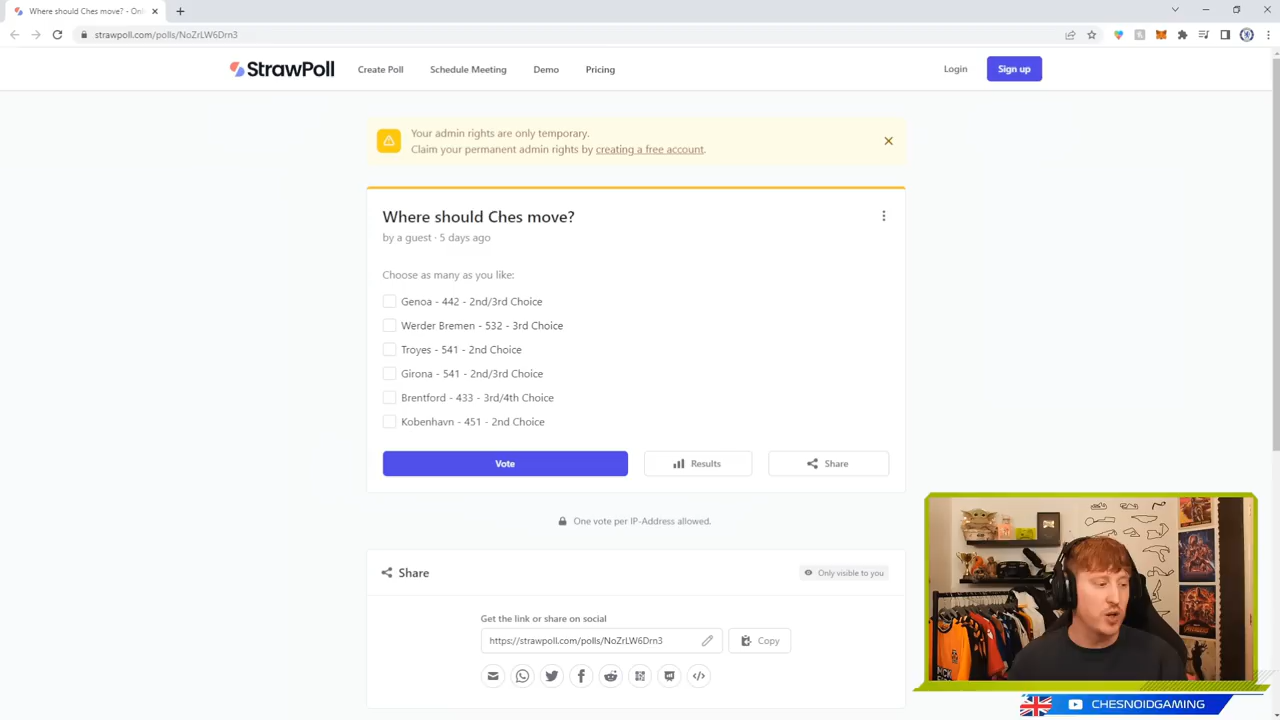 Where should Ches move? - Onl
strawpoll.com/polls/NoZrLW6Drn3
StrawPoll
Create Poll
Schedule Meeting
Demo
Pricing
Login
Sign up
Your admin rights are only temporary.
Claim your permanent admin rights by creating a free account.
Where should Ches move?
by a guest · 5 days ago
Choose as many as you like:
Genoa - 442 - 2nd/3rd Choice
Werder Bremen - 532 - 3rd Choice
Troyes - 541 - 2nd Choice
Girona - 541 - 2nd/3rd Choice
Brentford - 433 - 3rd/4th Choice
Kobenhavn - 451 - 2nd Choice
Vote
Results
Share
One vote per IP-Address allowed.
Share
Only visible to you
Get the link or share on social
https://strawpoll.com/polls/NoZrLW6Drn3
Copy
CHESNOIDGAMING